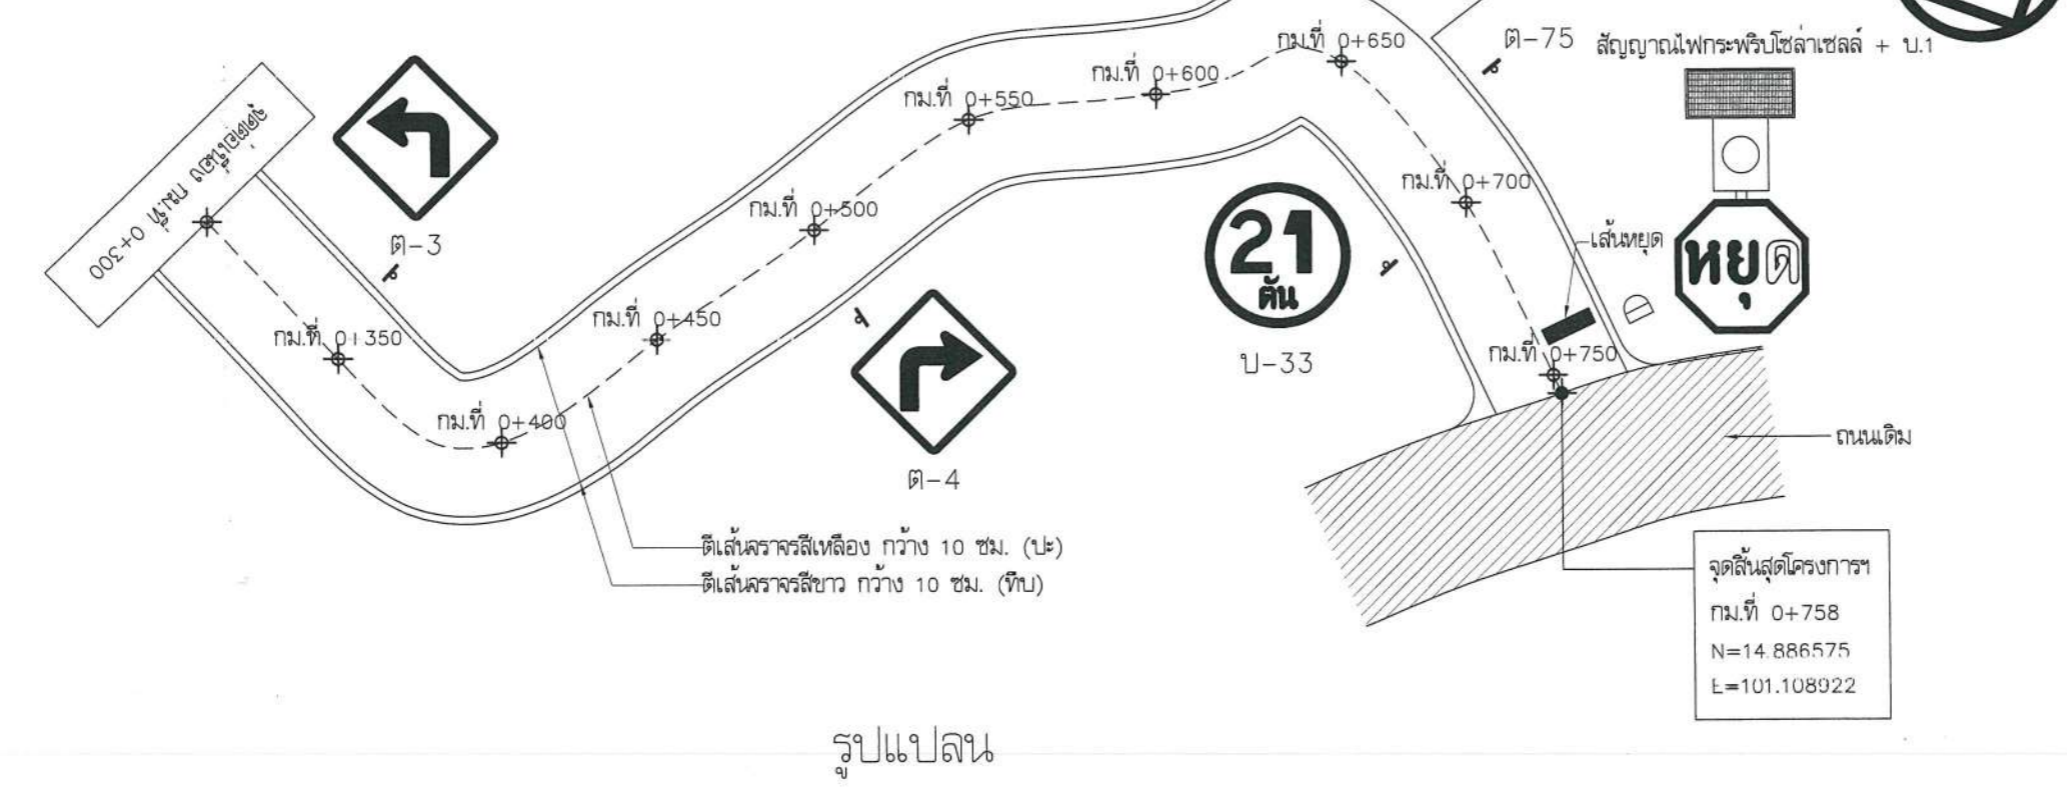 กม.ที่ 0+650
ต-75
สัญญาณไฟกระพริบโซล่าเซลล์ + บ.1
กม.ที่ 0+600
กม.ที่ 0+550
จุดต่อเนื่อง กม.ที่ 0+300
ต-3
กม.ที่ 0+500
กม.ที่ 0+700
21
ตัน
บ-33
เส้นหยุด
หยุด
กม.ที่ 0+350
กม.ที่ 0+450
กม.ที่ 0+750
กม.ที่ 0+400
ต-4
ถนนเดิม
ตีเส้นจราจรสีเหลือง กว้าง 10 ซม. (ปะ)
ตีเส้นจราจรสีขาว กว้าง 10 ซม. (ทึบ)
จุดสิ้นสุดโครงการฯ
กม.ที่ 0+758
N=14.886575
E=101.108922
รูปแปลน